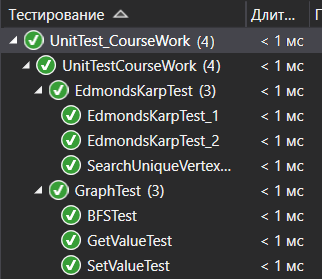 Тестирование Длит... П
UnitTest_CourseWork (4) < 1 мс
UnitTestCourseWork (4) < 1 мс
EdmondsKarpTest (3) < 1 мс
EdmondsKarpTest_1 < 1 мс
EdmondsKarpTest_2 < 1 мс
SearchUniqueVertex... < 1 мс
GraphTest (3) < 1 мс
BFSTest < 1 мс
GetValueTest < 1 мс
SetValueTest < 1 мс